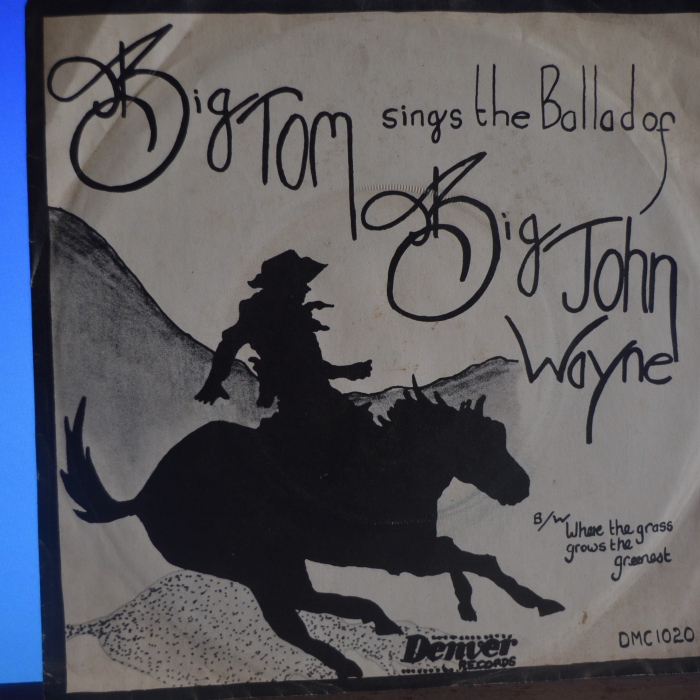 Big Tom sings the Ballad of
Big John
Wayne
B/W Where the grass
grows the
greenest
Denver
RECORDS
DMC1020